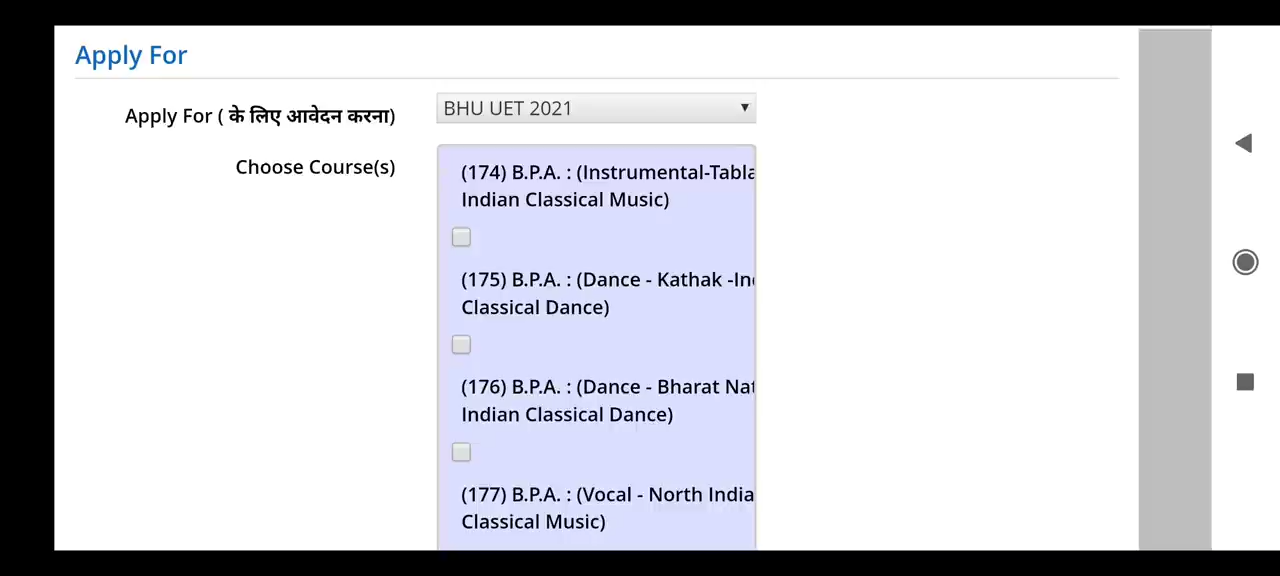 Apply For
Apply For ( के लिए आवेदन करना)
BHU UET 2021
Choose Course(s)
(174) B.P.A. : (Instrumental-Tabla
Indian Classical Music)
(175) B.P.A. : (Dance - Kathak -In
Classical Dance)
(176) B.P.A. : (Dance - Bharat Nat
Indian Classical Dance)
(177) B.P.A. : (Vocal - North India
Classical Music)